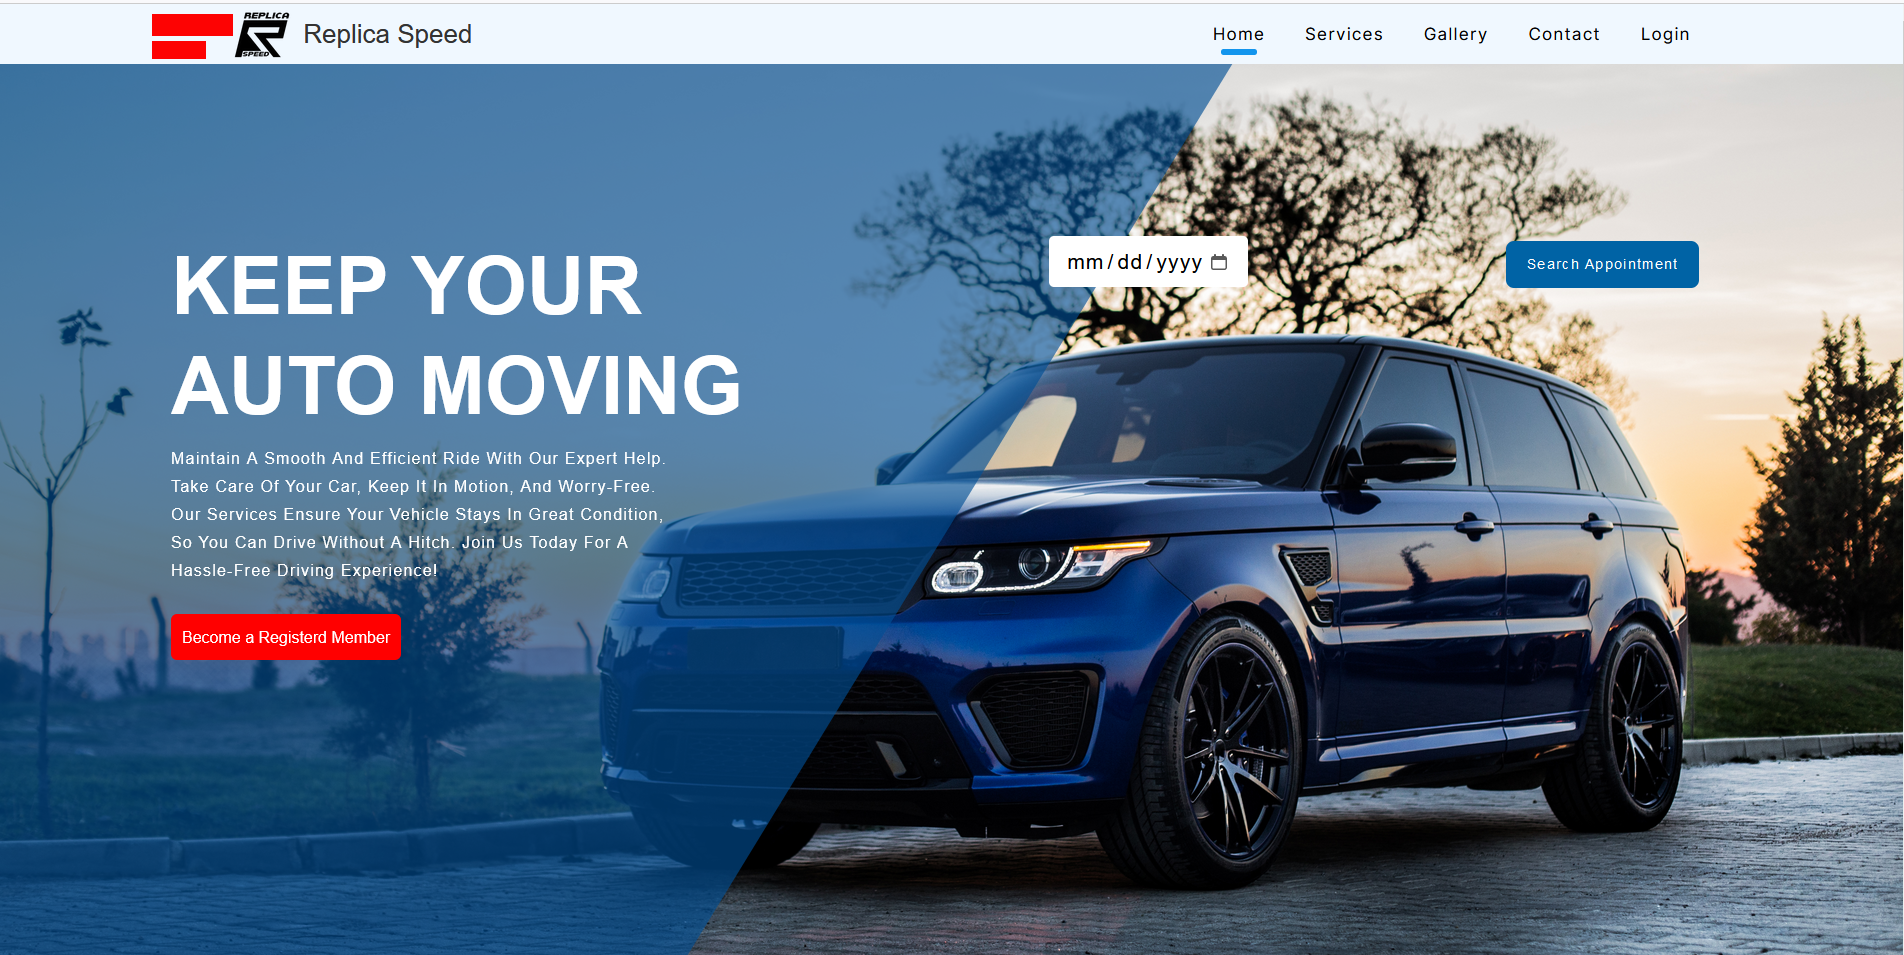 REPLICA
SPEED
Replica Speed
Home
Services
Gallery
Contact
Login
KEEP YOUR
AUTO MOVING
mm/dd/yyyy
Search Appointment
Maintain A Smooth And Efficient Ride With Our Expert Help.
Take Care Of Your Car, Keep It In Motion, And Worry-Free.
Our Services Ensure Your Vehicle Stays In Great Condition,
So You Can Drive Without A Hitch. Join Us Today For A
Hassle-Free Driving Experience!
Become a Registerd Member